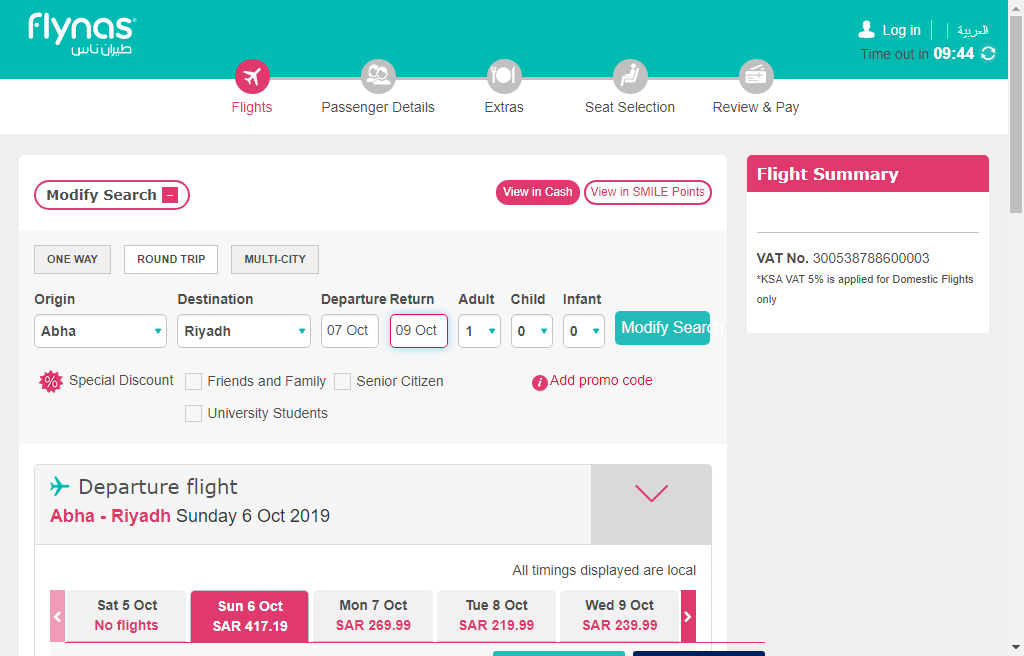 flynas
طيران ناس
Log in
العربية
Time out in 09:44
Flights
Passenger Details
Extras
Seat Selection
Review & Pay
Modify Search
View in Cash
View in SMILE Points
Flight Summary
VAT No. 300538788600003
*KSA VAT 5% is applied for Domestic Flights
only
ONE WAY
ROUND TRIP
MULTI-CITY
Origin
Destination
Departure
Return
Adult
Child
Infant
Abha
Riyadh
07 Oct
09 Oct
1
0
0
Modify Search
Special Discount
Friends and Family
Senior Citizen
Add promo code
University Students
Departure flight
Abha - Riyadh Sunday 6 Oct 2019
All timings displayed are local
Sat 5 Oct
No flights
Sun 6 Oct
SAR 417.19
Mon 7 Oct
SAR 269.99
Tue 8 Oct
SAR 219.99
Wed 9 Oct
SAR 239.99